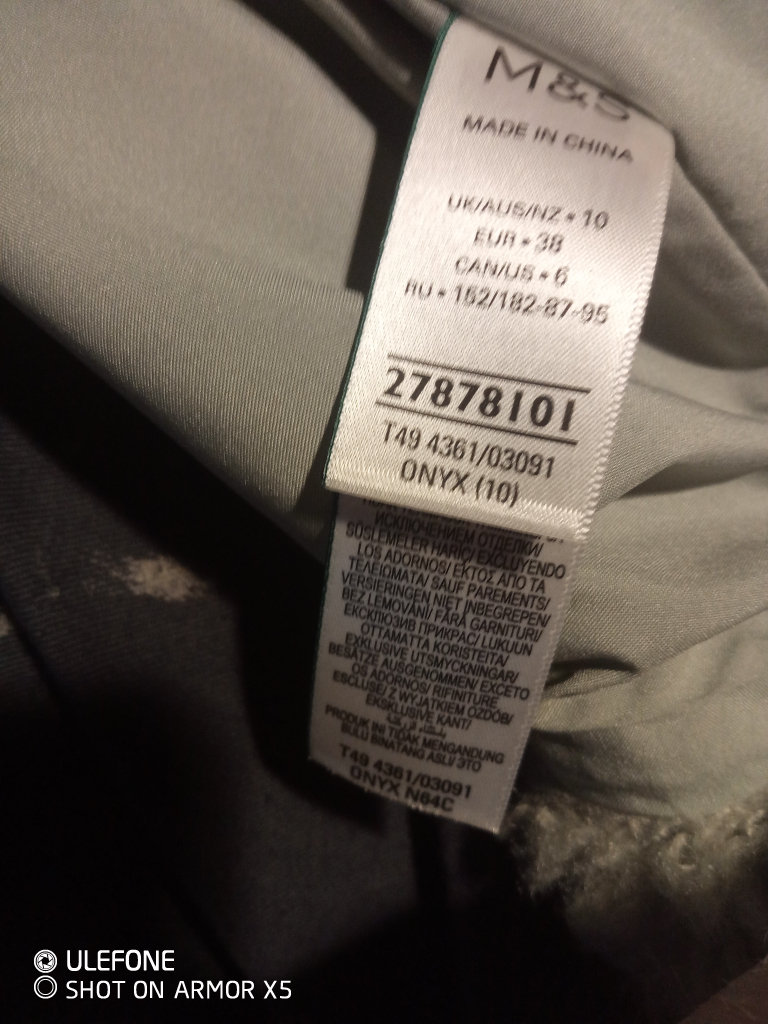 M&S
MADE IN CHINA
UK/AUS/NZ • 10
EUR • 38
CAN/US • 6
RU • 152/182-87-95
27878101
T49 4361/03091
ONYX (10)
ИСКЛЮЧЕНИЕМ ОТДЕЛКИ/
SÜSLEMELER HARIÇ/ EXCLUYENDO
LOS ADORNOS/ ΕΚΤΟΣ ΑΠΟ ΤΑ
ΤΕΛΕΙΩΜΑΤΑ/ SAUF PAREMENTS/
VERSIERINGEN NIET INBEGREPEN/
BEZ LEMOVÁNÍ/ FĂRĂ GARNITURI/
ЕКСКЛЮЗИВ ПРИКРАС/ LUKUUN
OTTAMATTA KORISTEITA/
EXKLUSIVE UTSMYCKNINGAR/
BESÄTZE AUSGENOMMEN/ EXCETO
OS ADORNOS/ RIFINITURE
ESCLUSE/ Z WYJĄTKIEM OZDÓB/
EKSKLUSIVE KANT/
PRODUK INI TIDAK MENGANDUNG
BULU BINATANG ASLI/ ЭТО
T49 4361/03091
ONYX N64C
ULEFONE
SHOT ON ARMOR X5